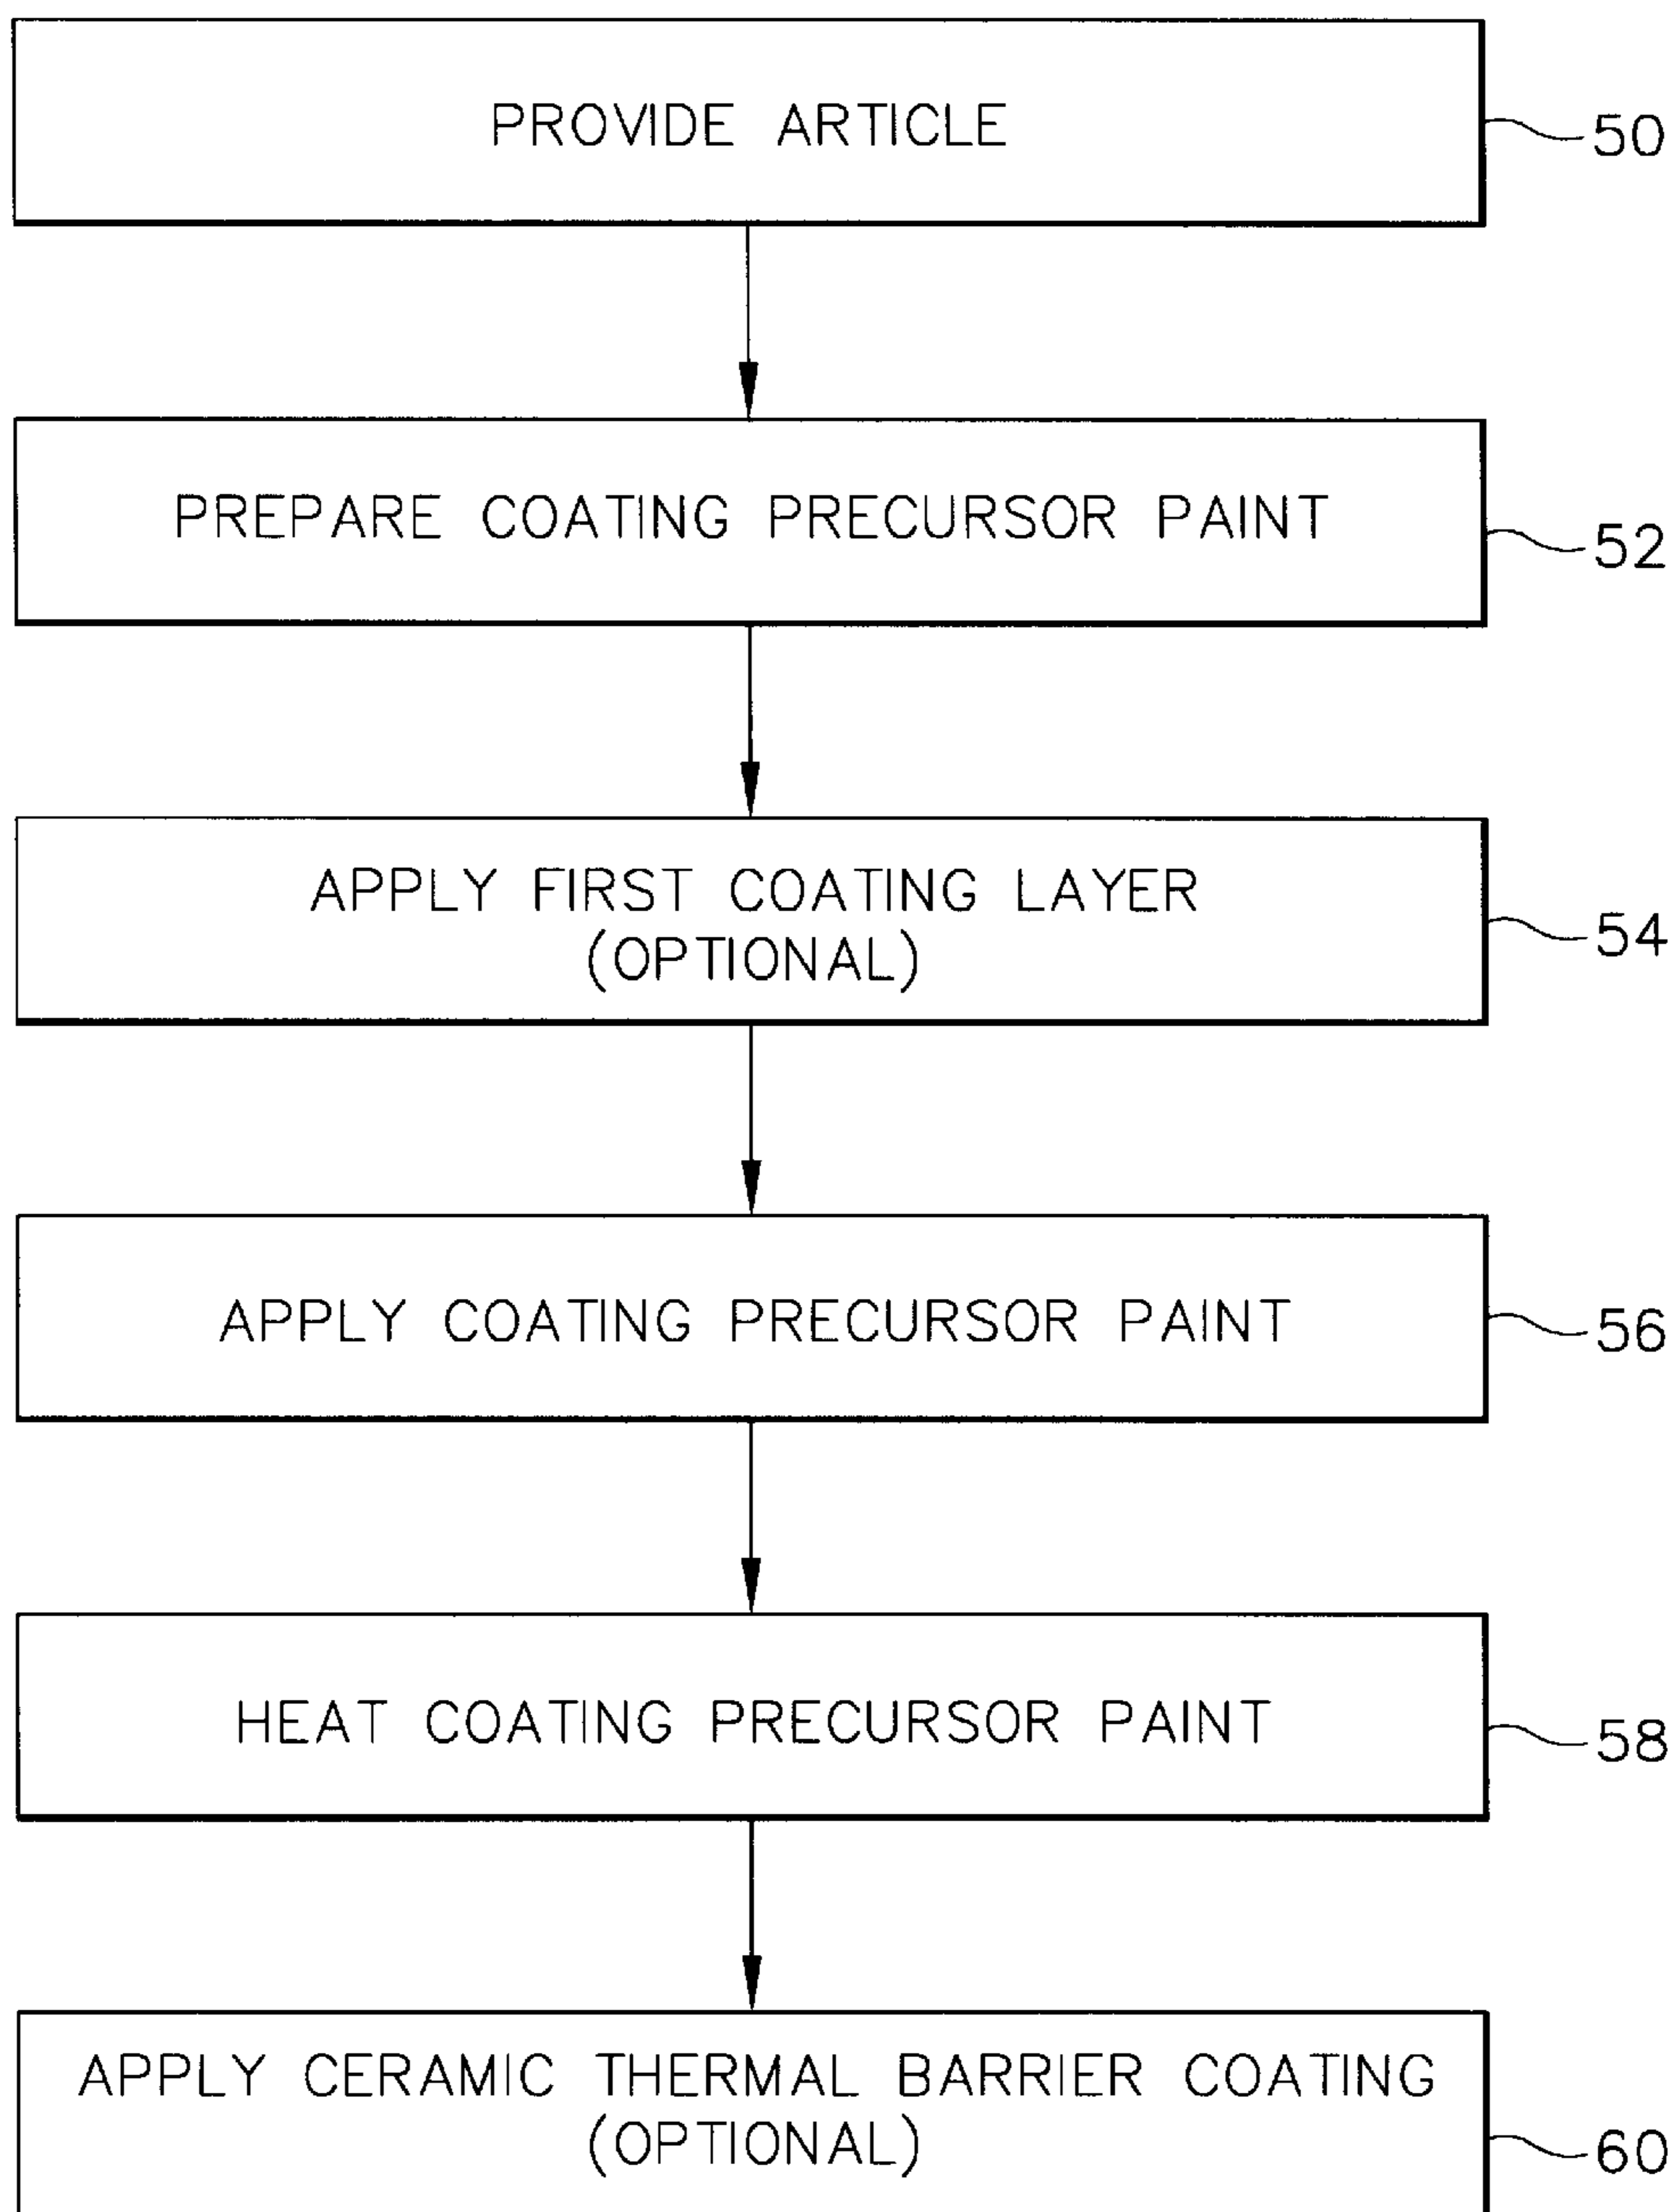 PROVIDE ARTICLE
50
PREPARE COATING PRECURSOR PAINT
52
APPLY FIRST COATING LAYER
(OPTIONAL)
54
APPLY COATING PRECURSOR PAINT
56
HEAT COATING PRECURSOR PAINT
58
APPLY CERAMIC THERMAL BARRIER COATING
(OPTIONAL)
60